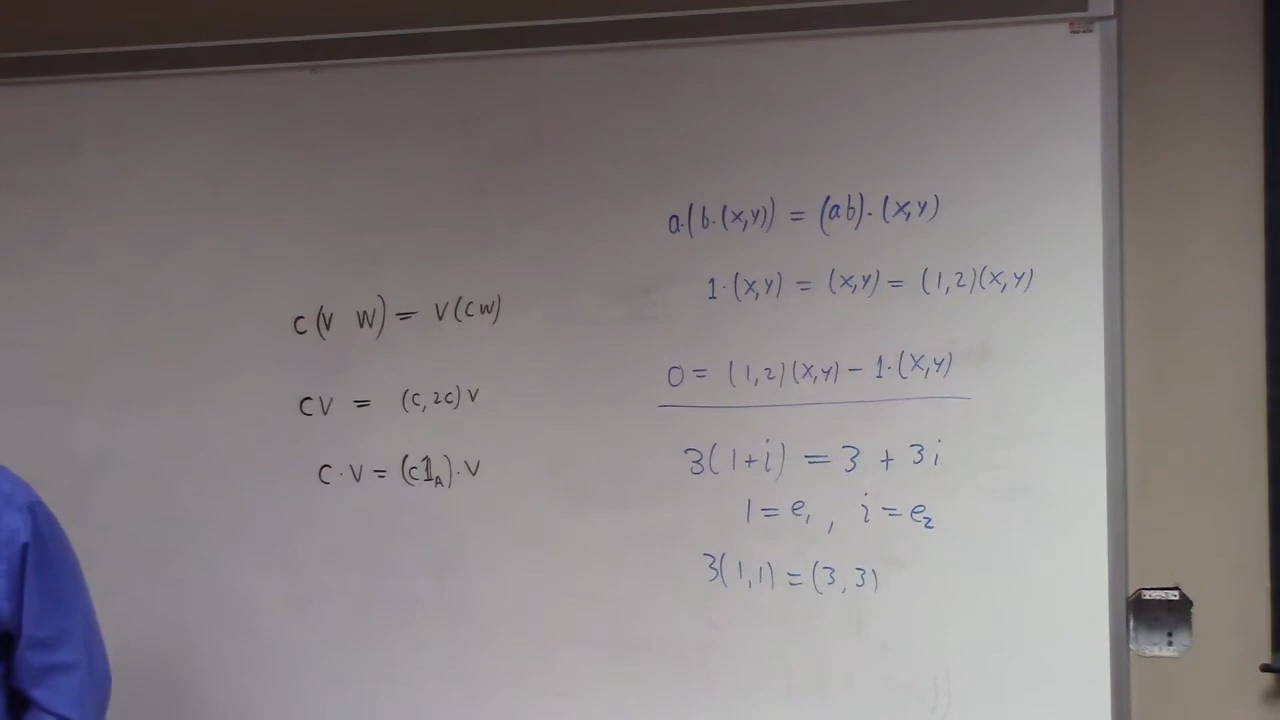 c(v w) = v(cw)
cv = (c, 2c) v
c·v = (c1_A)·v
a·(b·(x,y)) = (ab)·(x,y)
1·(x,y) = (x,y) = (1,2)(x,y)
0 = (1,2)(x,y) − 1·(x,y)
3(1+i) = 3 + 3i
1 = e₁ , i = e₂
3(1,1) = (3,3)